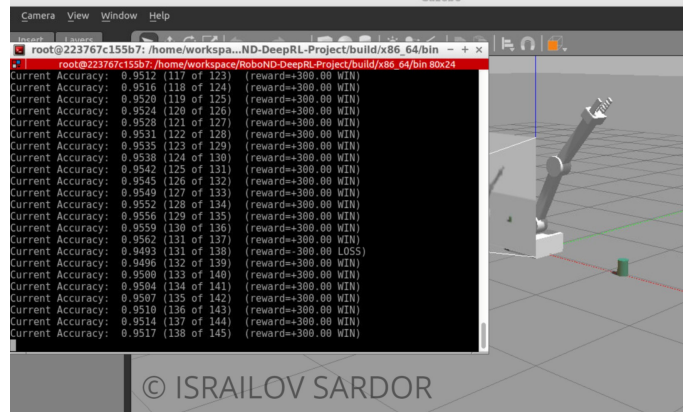 Camera View Window Help
Insert Layers
root@223767c155b7: /home/workspa...ND-DeepRL-Project/build/x86_64/bin
root@223767c155b7: /home/workspace/RoboND-DeepRL-Project/build/x86_64/bin 80x24
Current Accuracy: 0.9512 (117 of 123) (reward=+300.00 WIN)
Current Accuracy: 0.9516 (118 of 124) (reward=+300.00 WIN)
Current Accuracy: 0.9520 (119 of 125) (reward=+300.00 WIN)
Current Accuracy: 0.9524 (120 of 126) (reward=+300.00 WIN)
Current Accuracy: 0.9528 (121 of 127) (reward=+300.00 WIN)
Current Accuracy: 0.9531 (122 of 128) (reward=+300.00 WIN)
Current Accuracy: 0.9535 (123 of 129) (reward=+300.00 WIN)
Current Accuracy: 0.9538 (124 of 130) (reward=+300.00 WIN)
Current Accuracy: 0.9542 (125 of 131) (reward=+300.00 WIN)
Current Accuracy: 0.9545 (126 of 132) (reward=+300.00 WIN)
Current Accuracy: 0.9549 (127 of 133) (reward=+300.00 WIN)
Current Accuracy: 0.9552 (128 of 134) (reward=+300.00 WIN)
Current Accuracy: 0.9556 (129 of 135) (reward=+300.00 WIN)
Current Accuracy: 0.9559 (130 of 136) (reward=+300.00 WIN)
Current Accuracy: 0.9562 (131 of 137) (reward=+300.00 WIN)
Current Accuracy: 0.9493 (131 of 138) (reward=-300.00 LOSS)
Current Accuracy: 0.9496 (132 of 139) (reward=+300.00 WIN)
Current Accuracy: 0.9500 (133 of 140) (reward=+300.00 WIN)
Current Accuracy: 0.9504 (134 of 141) (reward=+300.00 WIN)
Current Accuracy: 0.9507 (135 of 142) (reward=+300.00 WIN)
Current Accuracy: 0.9510 (136 of 143) (reward=+300.00 WIN)
Current Accuracy: 0.9514 (137 of 144) (reward=+300.00 WIN)
Current Accuracy: 0.9517 (138 of 145) (reward=+300.00 WIN)
© ISRAILOV SARDOR